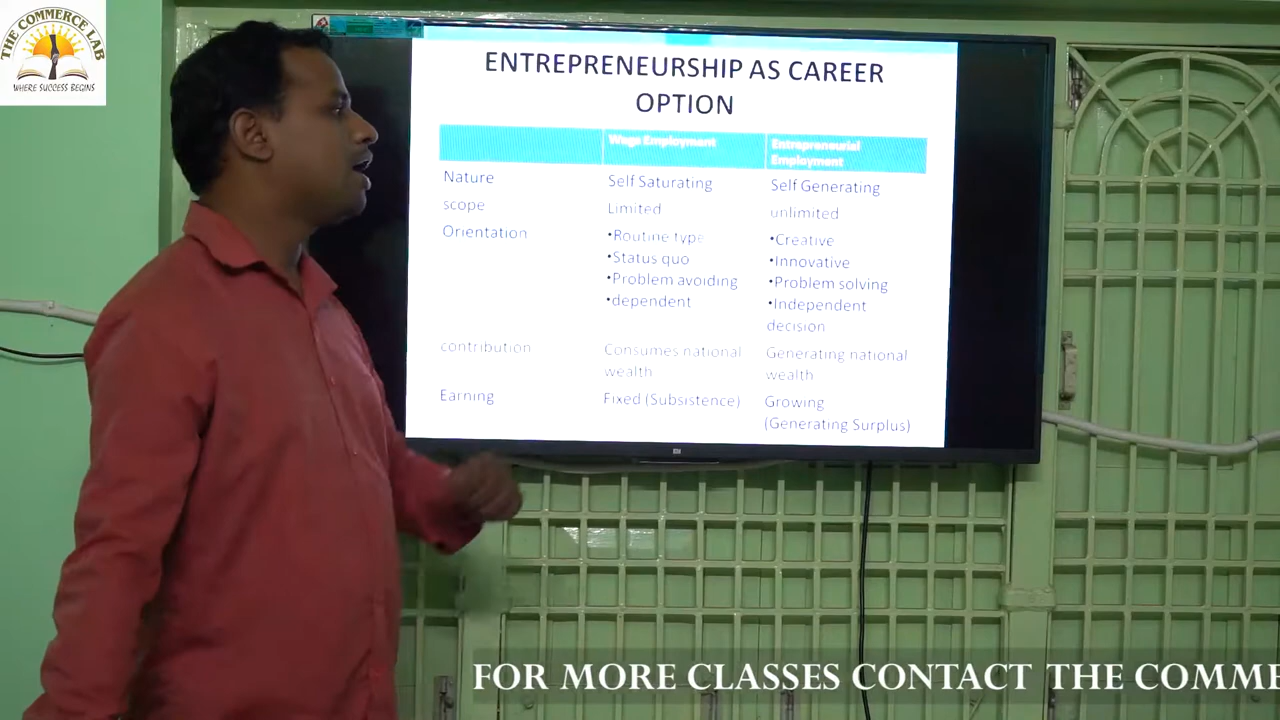 THE COMMERCE LAB
WHERE SUCCESS BEGINS
ENTREPRENEURSHIP AS CAREER
OPTION
Wage Employment
Entrepreneurial
Employment
Nature
Self Saturating
Self Generating
scope
Limited
unlimited
Orientation
•Routine type
•Status quo
•Problem avoiding
•dependent
•Creative
•Innovative
•Problem solving
•Independent
decision
contribution
Consumes national
wealth
Generating national
wealth
Earning
Fixed (Subsistence)
Growing
(Generating Surplus)
FOR MORE CLASSES CONTACT THE COMME